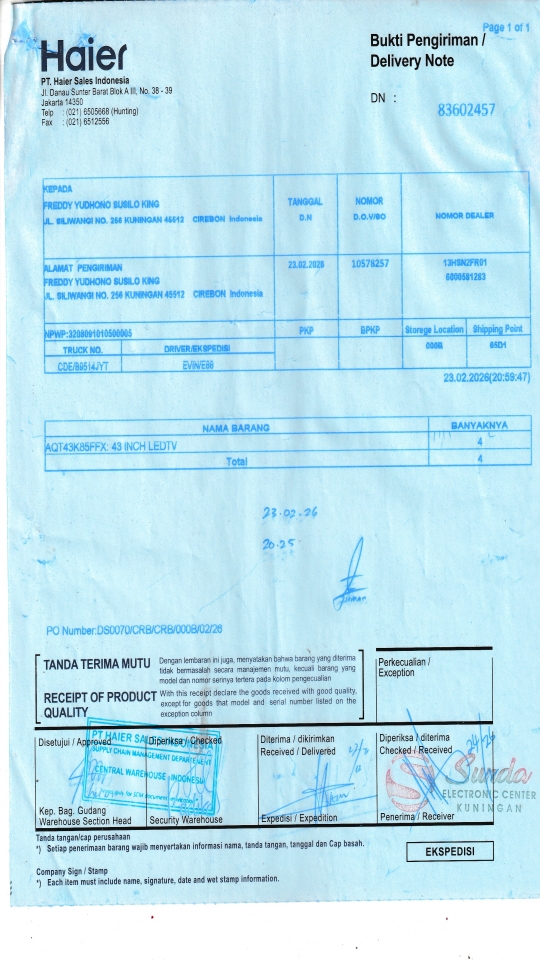 Page 1 of 1
Haier
Bukti Pengiriman /
Delivery Note
PT. Haier Sales Indonesia
Jl. Danau Sunter Barat Blok A III, No. 38 - 39
Jakarta 14350
Telp : (021) 6505668 (Hunting)
Fax : (021) 6512556
DN :
83602457
KEPADA
FREDDY YUDHONO SUSILO KING
JL. SILIWANGI NO. 256 KUNINGAN 45512 CIREBON Indonesia
TANGGAL
D.N
NOMOR
D.O.V/SO
NOMOR DEALER
ALAMAT PENGIRIMAN
FREDDY YUDHONO SUSILO KING
JL. SILIWANGI NO. 256 KUNINGAN 45512 CIREBON Indonesia
23.02.2026
10578257
13HSN2FR01
6000591283
NPWP:3208091010500005
PKP
BPKP
Storege Location
Shipping Point
TRUCK NO.
DRIVER/EKSPEDISI
000B
65D1
CDE/B9514JYT
23.02.2026(20:59:47)
NAMA BARANG
BANYAKNYA
AQT43K85FFX: 43 INCH LEDTV
4
Total
4
23-02-26
20.25
PO Number:DS0070/CRB/CRB/000B/02/26
TANDA TERIMA MUTU
Dengan lembaran ini juga, menyatakan bahwa barang yang diterima
tidak bermasalah secara manajemen mutu, kecuali barang yang
model dan nomor serinya tertera pada kolom pengecualian
RECEIPT OF PRODUCT
QUALITY
With this receipt declare the goods received with good quality,
except for goods that model and serial number listed on the
exception column
Perkecualian /
Exception
Disetujui / Approved
Diperiksa / Checked
Diterima / dikirimkan
Received / Delivered
Diperiksa / diterima
Checked / Received
PT HAIER SALES INDONESIA
SUPPLY CHAIN MANAGEMENT DEPARTEMENT
CENTRAL WAREHOUSE - INDONESIA
Sunda
ELECTRONIC CENTER
KUNINGAN
Kep. Bag. Gudang
Warehouse Section Head
Security Warehouse
Expedisi / Expedition
Penerima / Receiver
Tanda tangan/cap perusahaan
*) Setiap penerimaan barang wajib menyertakan informasi nama, tanda tangan, tanggal dan Cap basah.
EKSPEDISI
Company Sign / Stamp
*) Each item must include name, signature, date and wet stamp information.